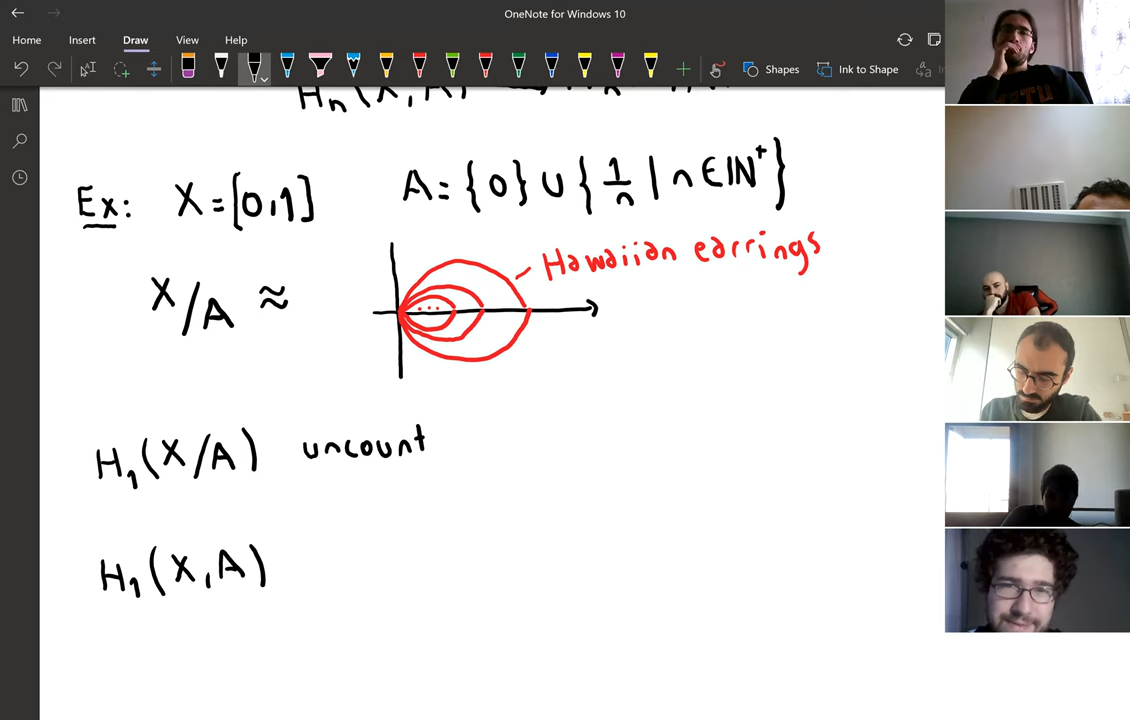 OneNote for Windows 10
Home Insert Draw View Help
Shapes Ink to Shape
Hn(X,A)
Ex: X=[0,1] A={0}∪{1/n | n∈ℕ⁺}
Hawaiian earrings
X/A ≈
...
H₁(X/A) uncount
H₁(X,A)